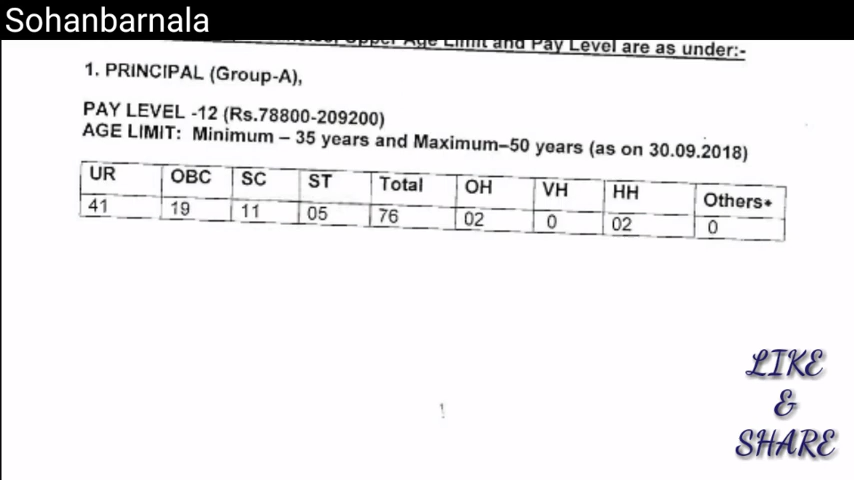 Sohanbarnala
Upper Age Limit and Pay Level are as under:-
1. PRINCIPAL (Group-A),
PAY LEVEL -12 (Rs.78800-209200)
AGE LIMIT: Minimum – 35 years and Maximum–50 years (as on 30.09.2018)
UR OBC SC ST Total OH VH HH Others*
41 19 11 05 76 02 0 02 0
LIKE
&
SHARE